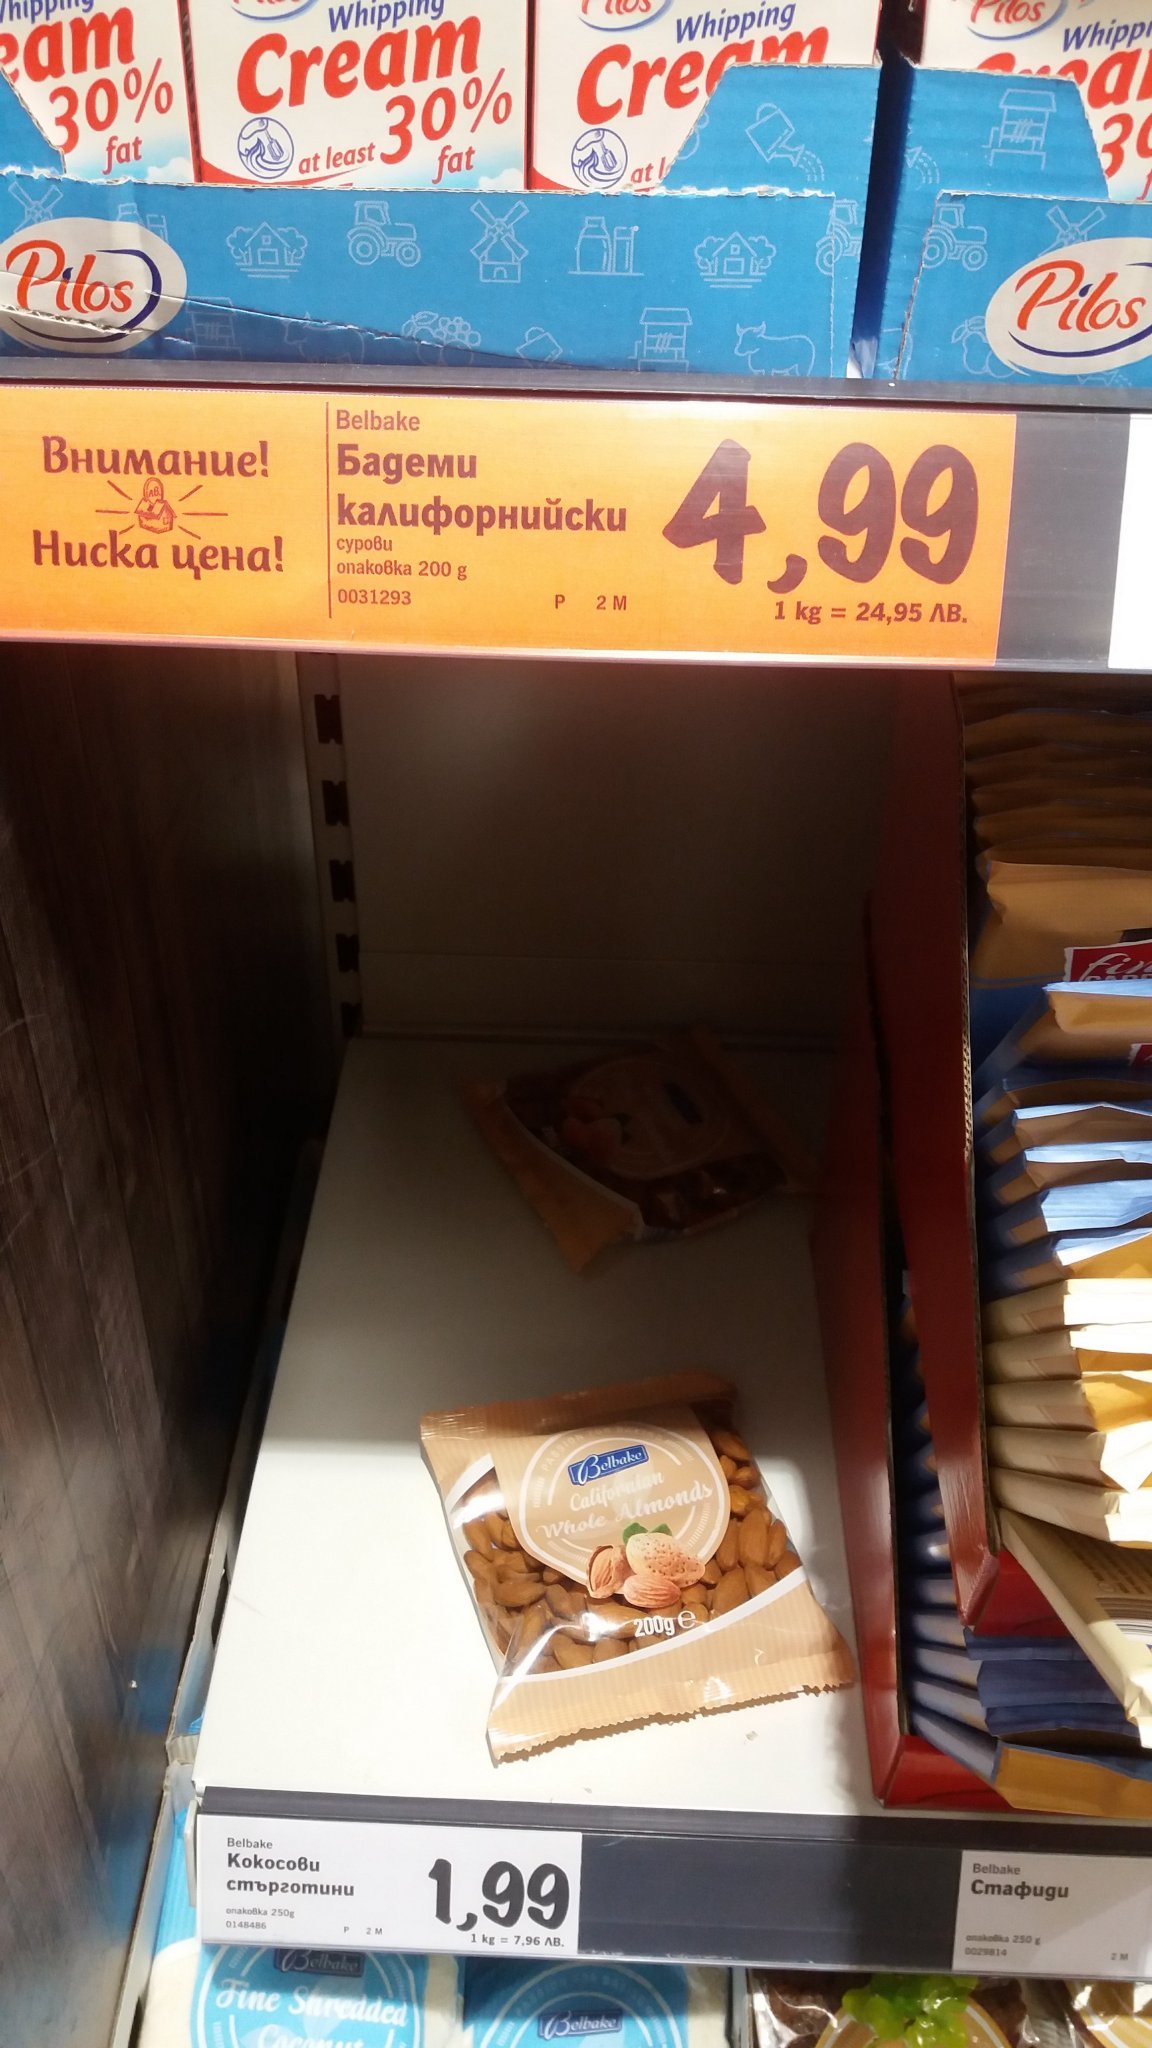 Whipping
Cream
30%
fat
Whipping
Cream
at least 30%
fat
Pilos
Whipping
Pilos
Pilos
Pilos
Внимание!
Ниска цена!
Belbake
Бадеми
калифорнийски
сурови
опаковка 200 g
0031293
P 2 M
4,99
1 kg = 24,95 ЛВ.
Belbake
Californian
Whole Almonds
200g e
Belbake
Кокосови
стърготини
опаковка 250g
0148486
P 2 M
1,99
1 kg = 7,96 ЛВ.
Belbake
Стафиди
опаковка 250 g
0029814
2 M
Belbake
Fine Shredded
Coconut
Belbake